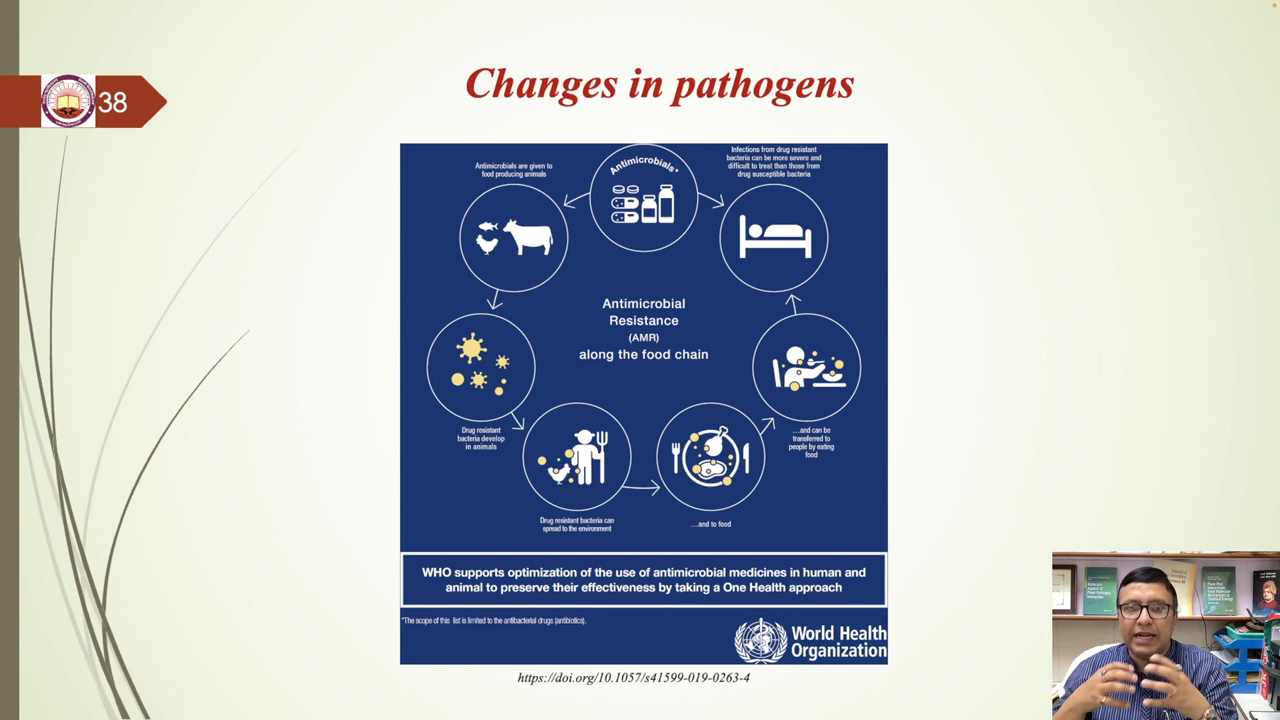 38
Changes in pathogens
Antimicrobials*
Antimicrobials are given to
food producing animals
Infections from drug resistant
bacteria can be more severe and
difficult to treat than those from
drug susceptible bacteria
Antimicrobial
Resistance
(AMR)
along the food chain
Drug resistant
bacteria develop
in animals
Drug resistant bacteria can
spread to the environment
...and to food
...and can be
transferred to
people by eating
food
WHO supports optimization of the use of antimicrobial medicines in human and
animal to preserve their effectiveness by taking a One Health approach
*The scope of this list is limited to the antibacterial drugs (antibiotics).
World Health
Organization
https://doi.org/10.1057/s41599-019-0263-4